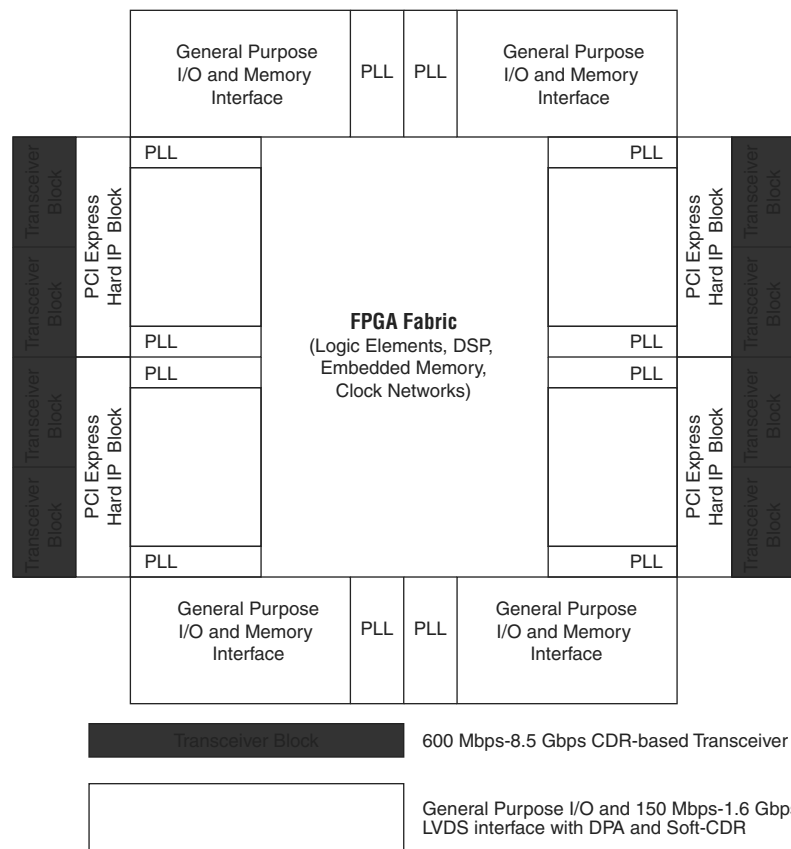 General Purpose
I/O and Memory
Interface
PLL
PLL
General Purpose
I/O and Memory
Interface
Transceiver
Block
Transceiver
Block
PCI Express
Hard IP Block
PLL
PLL
PLL
PLL
PCI Express
Hard IP Block
Transceiver
Block
Transceiver
Block
FPGA Fabric
(Logic Elements, DSP,
Embedded Memory,
Clock Networks)
Transceiver
Block
Transceiver
Block
PCI Express
Hard IP Block
PLL
PLL
PLL
PLL
PCI Express
Hard IP Block
Transceiver
Block
Transceiver
Block
General Purpose
I/O and Memory
Interface
PLL
PLL
General Purpose
I/O and Memory
Interface
Transceiver Block
600 Mbps-8.5 Gbps CDR-based Transceiver
General Purpose I/O and 150 Mbps-1.6 Gbps
LVDS interface with DPA and Soft-CDR